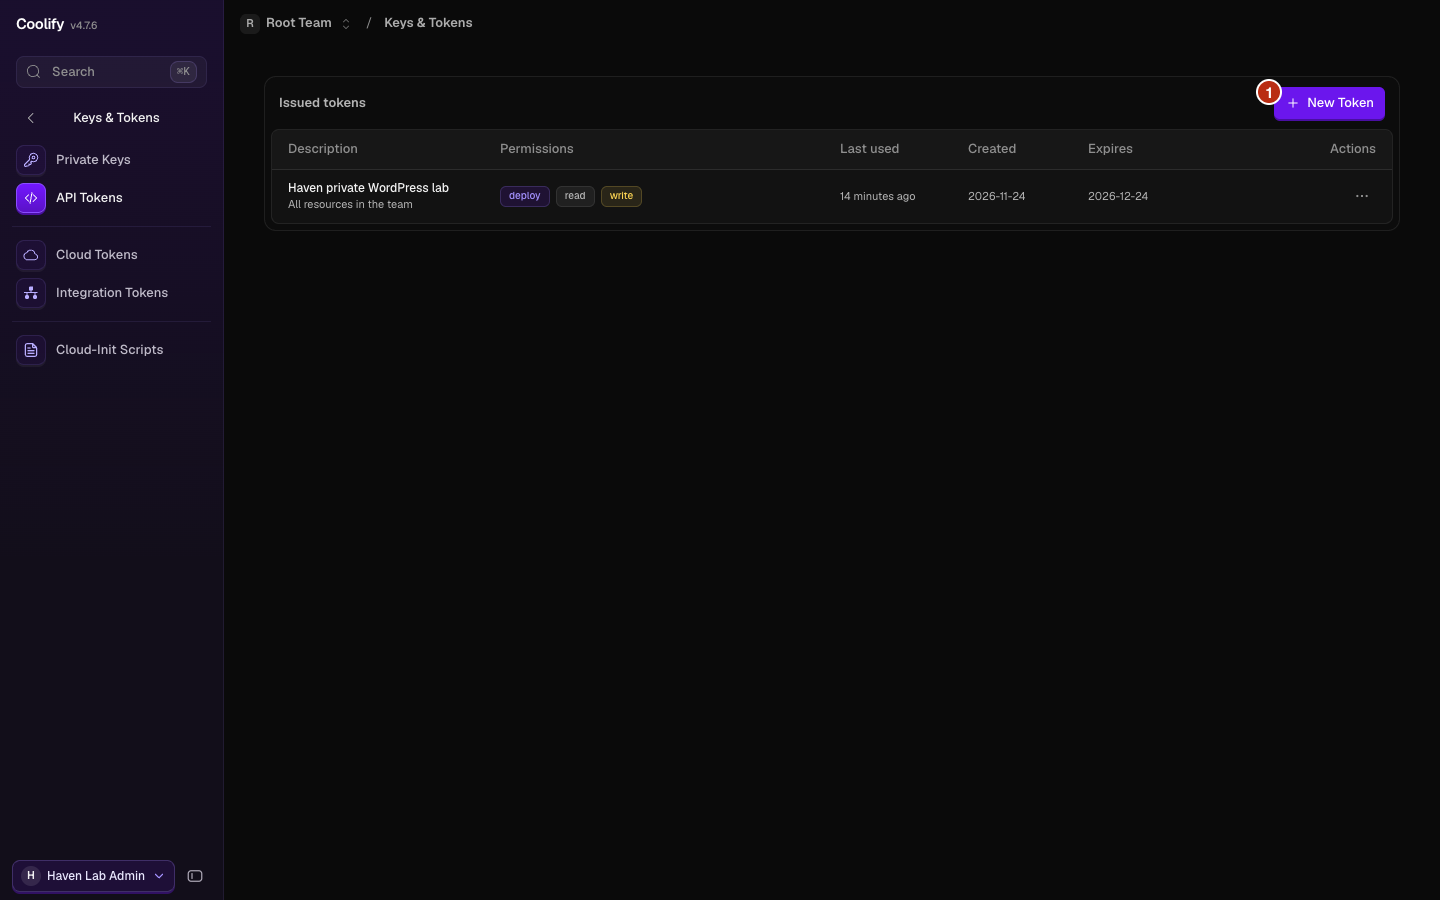 Coolify v4.7.6
R Root Team / Keys & Tokens
Search ⌘K
Keys & Tokens
Private Keys
API Tokens
Cloud Tokens
Integration Tokens
Cloud-Init Scripts
H Haven Lab Admin
Issued tokens
1
+ New Token
Description Permissions Last used Created Expires Actions
Haven private WordPress lab
All resources in the team
deploy read write 14 minutes ago 2026-11-24 2026-12-24 ...